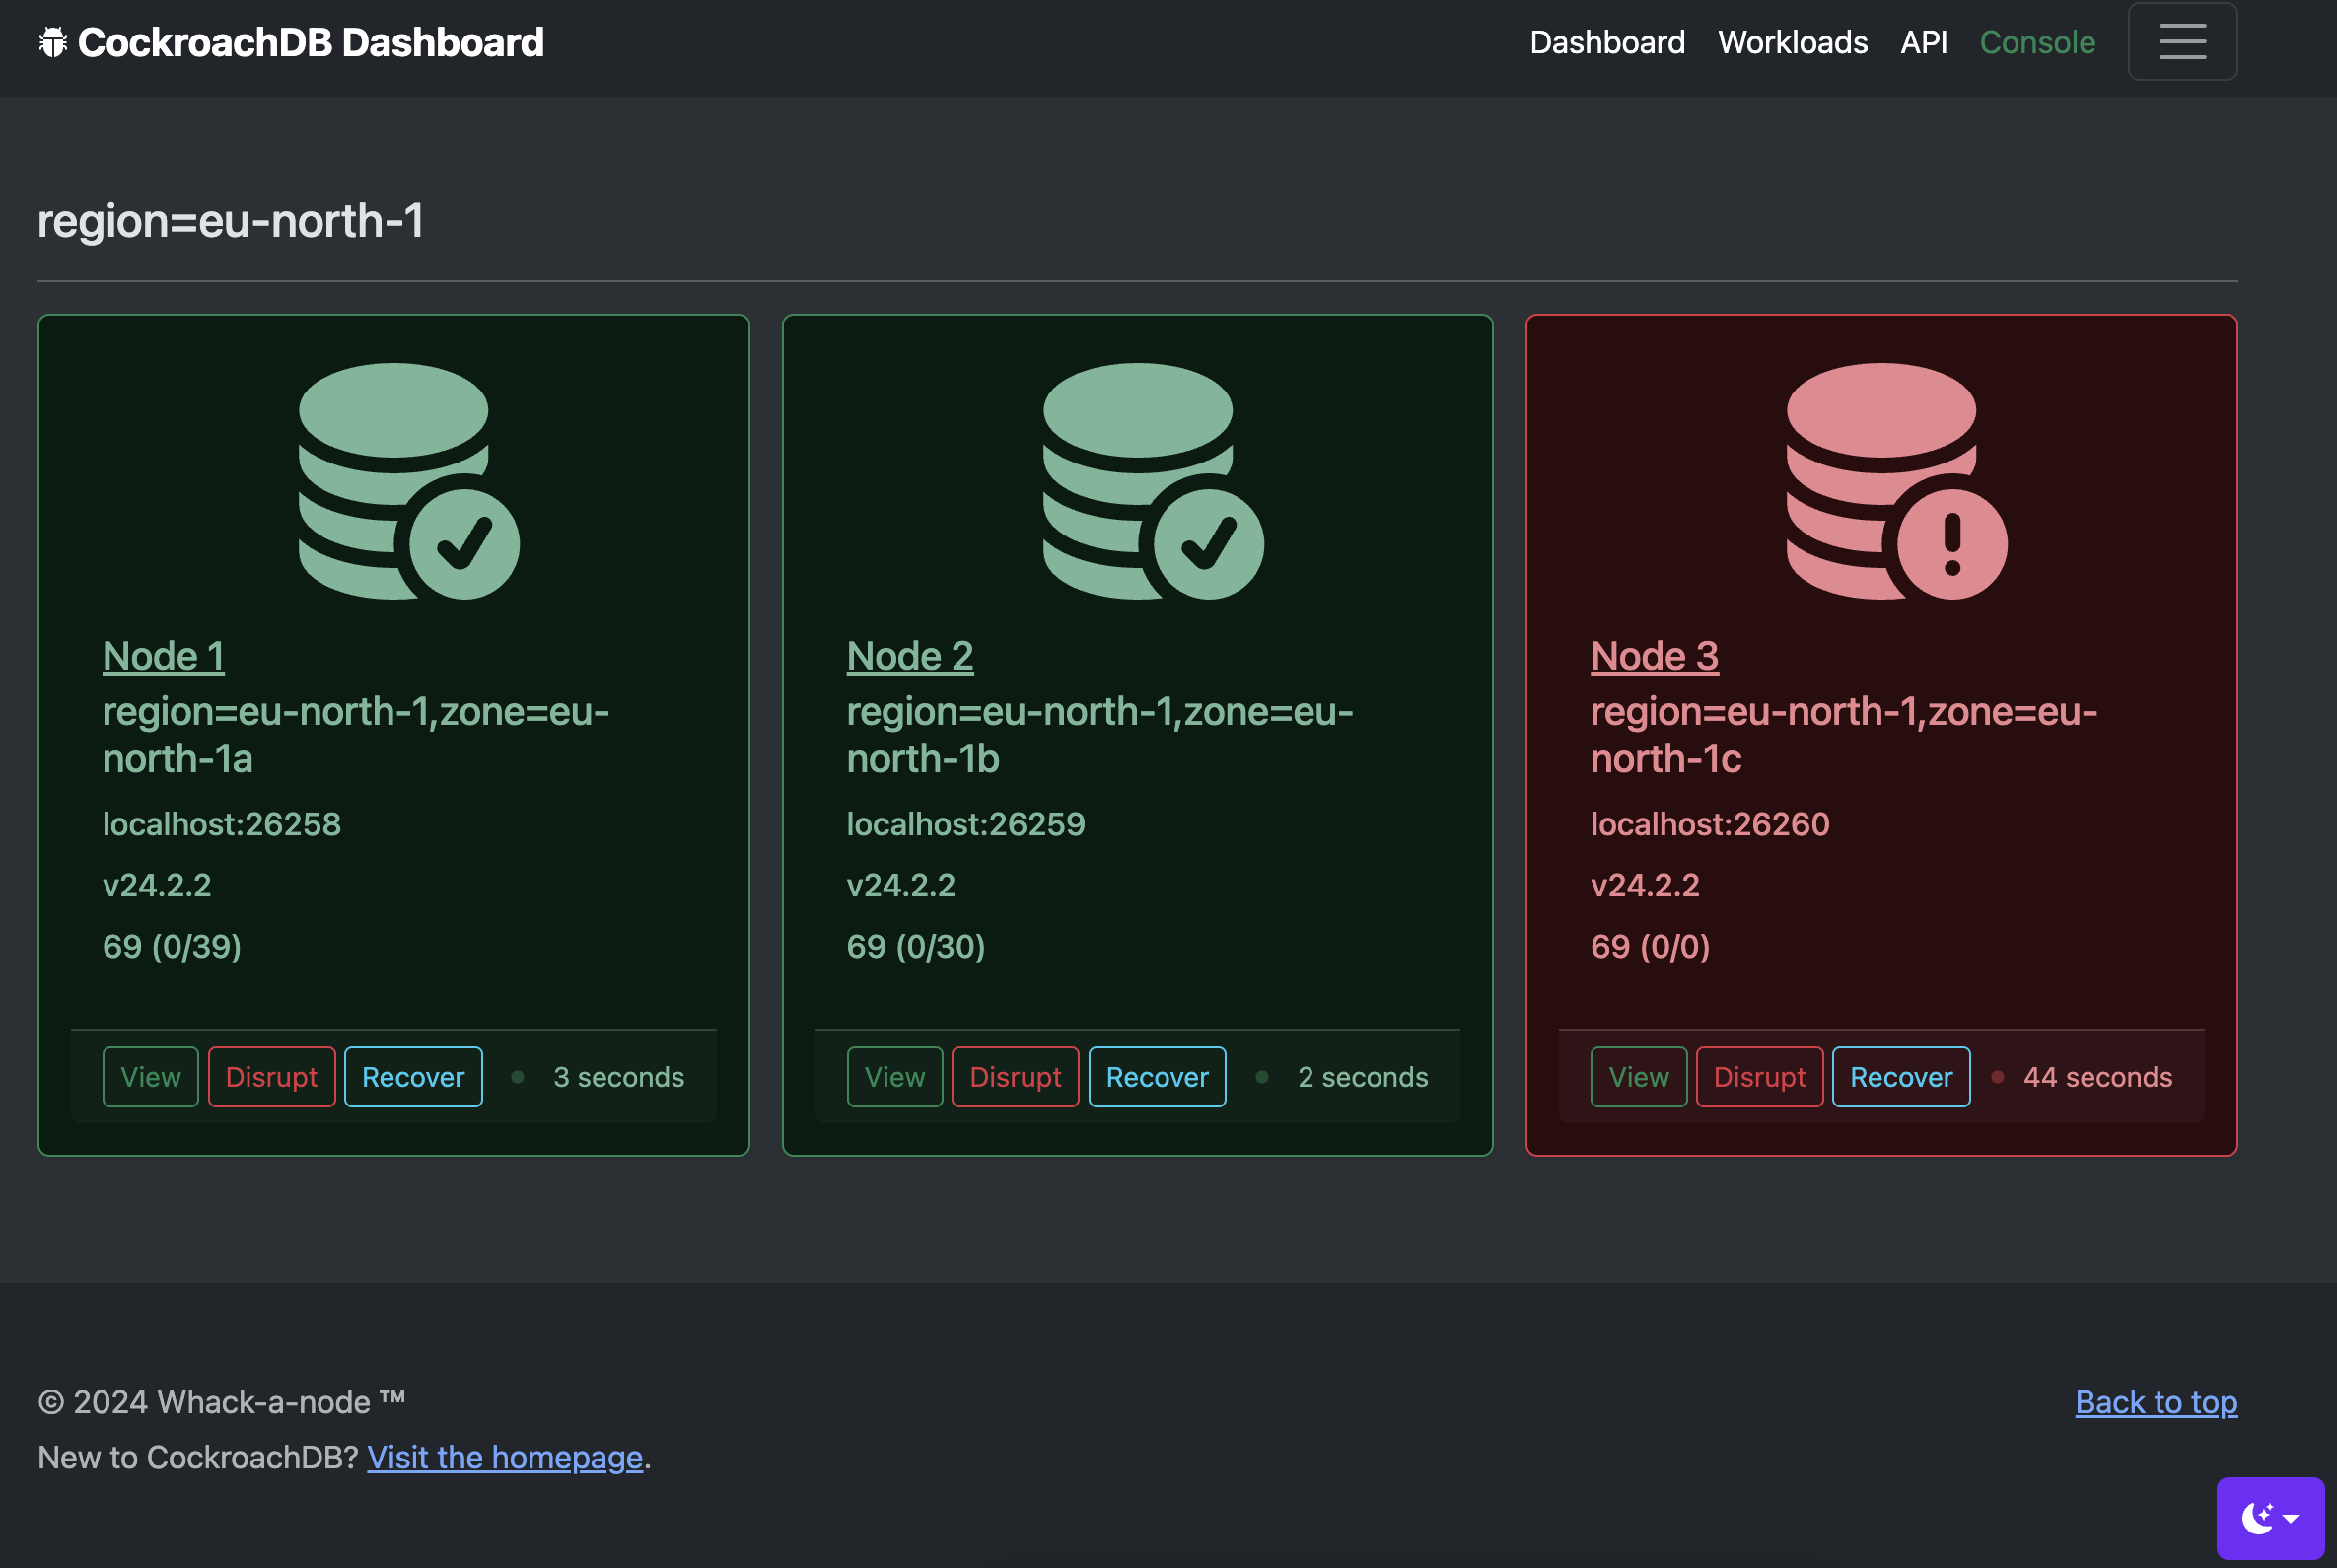 CockroachDB Dashboard
Dashboard Workloads API Console
region=eu-north-1
Node 1
region=eu-north-1,zone=eu-
north-1a
localhost:26258
v24.2.2
69 (0/39)
View Disrupt Recover 3 seconds
Node 2
region=eu-north-1,zone=eu-
north-1b
localhost:26259
v24.2.2
69 (0/30)
View Disrupt Recover 2 seconds
Node 3
region=eu-north-1,zone=eu-
north-1c
localhost:26260
v24.2.2
69 (0/0)
View Disrupt Recover 44 seconds
© 2024 Whack-a-node ™
Back to top
New to CockroachDB? Visit the homepage.